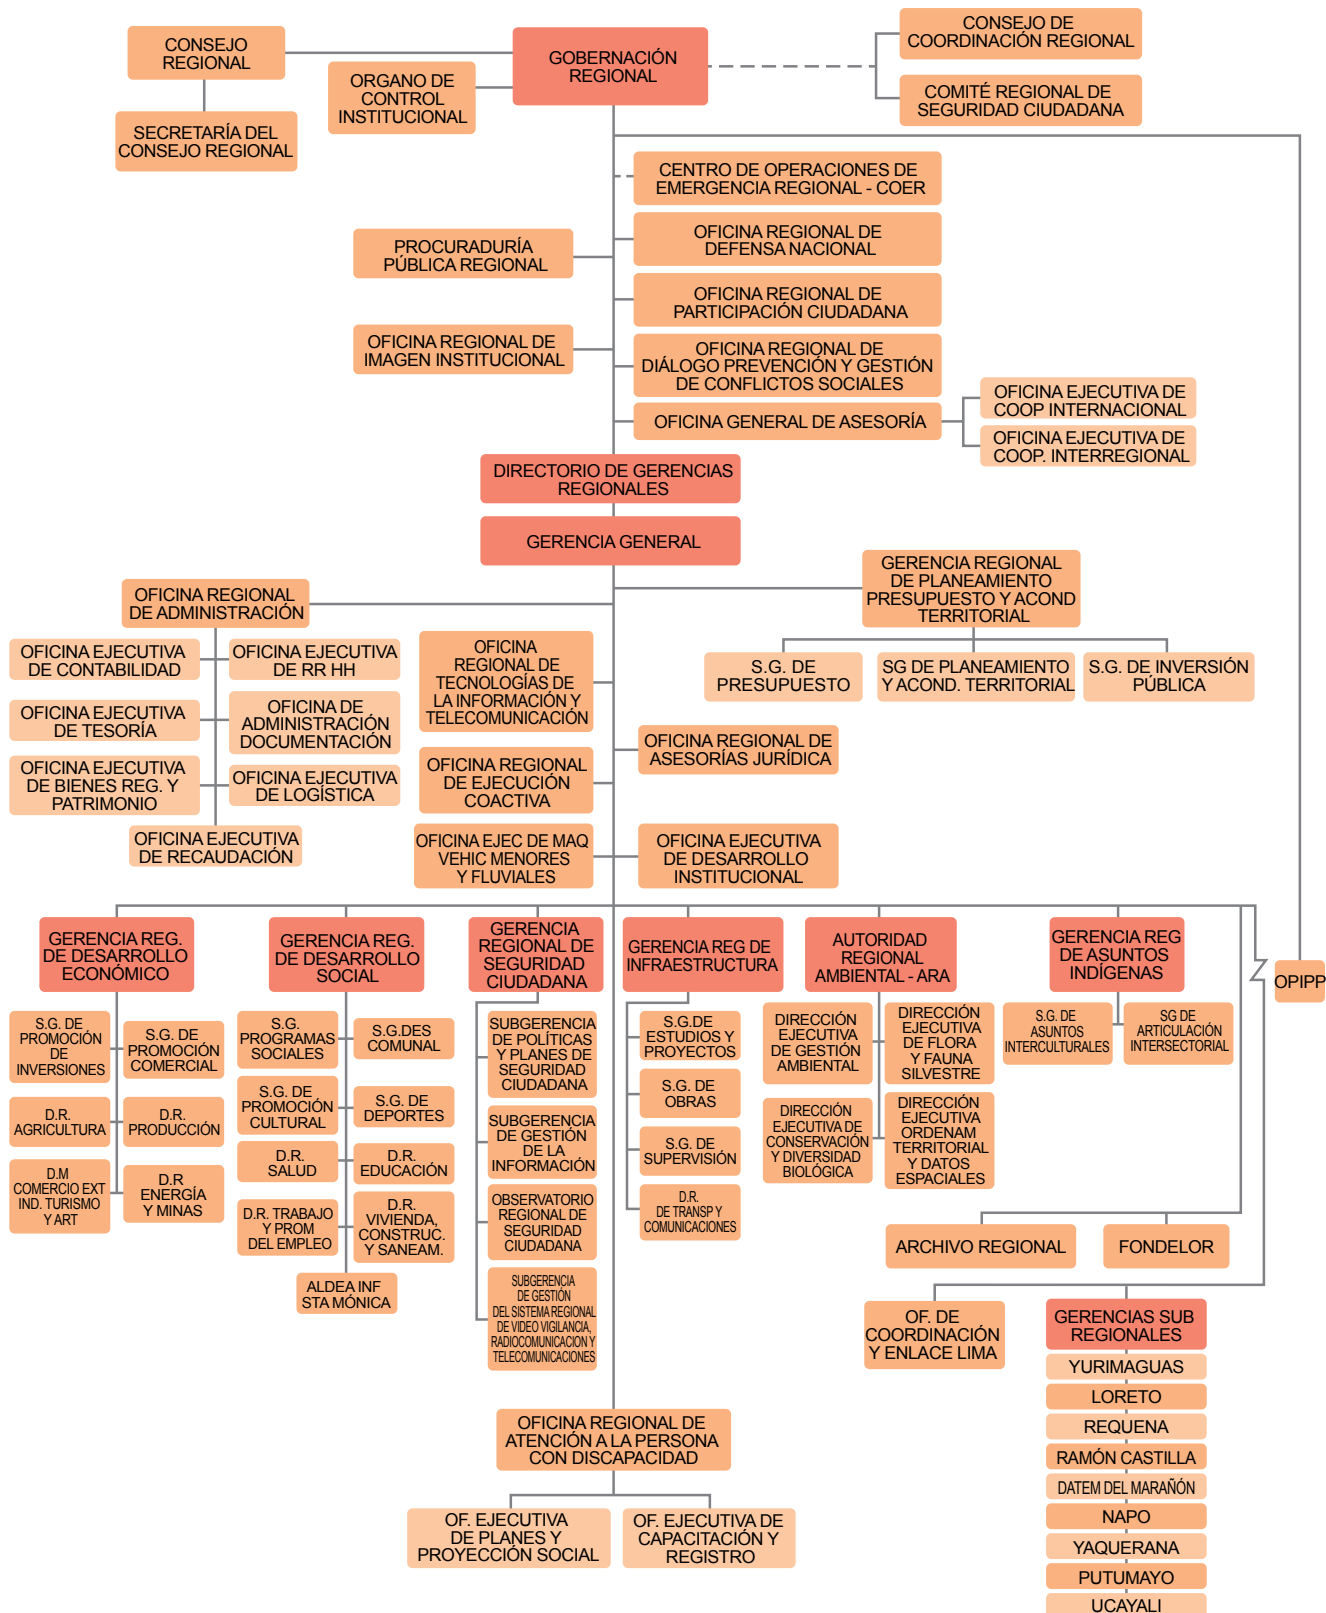 CONSEJO
REGIONAL
SECRETARÍA DEL
CONSEJO REGIONAL
ORGANO DE
CONTROL
INSTITUCIONAL
GOBERNACIÓN
REGIONAL
CONSEJO DE
COORDINACIÓN REGIONAL
COMITÉ REGIONAL DE
SEGURIDAD CIUDADANA
CENTRO DE OPERACIONES DE
EMERGENCIA REGIONAL - COER
OFICINA REGIONAL DE
DEFENSA NACIONAL
PROCURADURÍA
PÚBLICA REGIONAL
OFICINA REGIONAL DE
PARTICIPACIÓN CIUDADANA
OFICINA REGIONAL DE
IMAGEN INSTITUCIONAL
OFICINA REGIONAL DE
DIÁLOGO PREVENCIÓN Y GESTIÓN
DE CONFLICTOS SOCIALES
OFICINA GENERAL DE ASESORÍA
OFICINA EJECUTIVA DE
COOP INTERNACIONAL
OFICINA EJECUTIVA DE
COOP. INTERREGIONAL
DIRECTORIO DE GERENCIAS
REGIONALES
GERENCIA GENERAL
OFICINA REGIONAL
DE ADMINISTRACIÓN
OFICINA EJECUTIVA
DE CONTABILIDAD
OFICINA EJECUTIVA
DE RR HH
OFICINA EJECUTIVA
DE TESORÍA
OFICINA DE
ADMINISTRACIÓN
DOCUMENTACIÓN
OFICINA EJECUTIVA
DE BIENES REG. Y
PATRIMONIO
OFICINA EJECUTIVA
DE LOGÍSTICA
OFICINA EJECUTIVA
DE RECAUDACIÓN
GERENCIA REGIONAL
DE PLANEAMIENTO
PRESUPUESTO Y ACOND
TERRITORIAL
S.G. DE
PRESUPUESTO
SG DE PLANEAMIENTO
Y ACOND. TERRITORIAL
S.G. DE INVERSIÓN
PÚBLICA
OFICINA
REGIONAL DE
TECNOLOGÍAS DE
LA INFORMACIÓN Y
TELECOMUNICACIÓN
OFICINA REGIONAL DE
ASESORÍAS JURÍDICA
OFICINA REGIONAL
DE EJECUCIÓN
COACTIVA
OFICINA EJEC DE MAQ
VEHIC MENORES
Y FLUVIALES
OFICINA EJECUTIVA
DE DESARROLLO
INSTITUCIONAL
GERENCIA REG.
DE DESARROLLO
ECONÓMICO
S.G. DE
PROMOCIÓN
DE
INVERSIONES
S.G. DE
PROMOCIÓN
COMERCIAL
D.R.
AGRICULTURA
D.R.
PRODUCCIÓN
D.M
COMERCIO EXT
IND. TURISMO
Y ART
D.R
ENERGÍA
Y MINAS
GERENCIA REG.
DE DESARROLLO
SOCIAL
S.G.
PROGRAMAS
SOCIALES
S.G.DES
COMUNAL
S.G. DE
PROMOCIÓN
CULTURAL
S.G. DE
DEPORTES
D.R.
SALUD
D.R.
EDUCACIÓN
D.R. TRABAJO
Y PROM
DEL EMPLEO
D.R.
VIVIENDA,
CONSTRUC.
Y SANEAM.
ALDEA INF
STA MÓNICA
GERENCIA
REGIONAL DE
SEGURIDAD
CIUDADANA
SUBGERENCIA
DE POLÍTICAS
Y PLANES DE
SEGURIDAD
CIUDADANA
SUBGERENCIA
DE GESTIÓN
DE LA
INFORMACIÓN
OBSERVATORIO
REGIONAL DE
SEGURIDAD
CIUDADANA
SUBGERENCIA
DE GESTIÓN
DEL SISTEMA REGIONAL
DE VIDEO VIGILANCIA,
RADIOCOMUNICACION Y
TELECOMUNICACIONES
GERENCIA REG DE
INFRAESTRUCTURA
S.G.DE
ESTUDIOS Y
PROYECTOS
S.G. DE
OBRAS
S.G. DE
SUPERVISIÓN
D.R.
DE TRANSP Y
COMUNICACIONES
AUTORIDAD
REGIONAL
AMBIENTAL - ARA
DIRECCIÓN
EJECUTIVA
DE GESTIÓN
AMBIENTAL
DIRECCIÓN
EJECUTIVA
DE FLORA
Y FAUNA
SILVESTRE
DIRECCIÓN
EJECUTIVA DE
CONSERVACIÓN
Y DIVERSIDAD
BIOLÓGICA
DIRECCIÓN
EJECUTIVA
ORDENAM
TERRITORIAL
Y DATOS
ESPACIALES
GERENCIA REG
DE ASUNTOS
INDÍGENAS
S.G. DE
ASUNTOS
INTERCULTURALES
SG DE
ARTICULACIÓN
INTERSECTORIAL
OPIPP
ARCHIVO REGIONAL
FONDELOR
OF. DE
COORDINACIÓN
Y ENLACE LIMA
GERENCIAS SUB
REGIONALES
YURIMAGUAS
LORETO
REQUENA
RAMÓN CASTILLA
DATEM DEL MARAÑÓN
NAPO
YAQUERANA
PUTUMAYO
UCAYALI
OFICINA REGIONAL DE
ATENCIÓN A LA PERSONA
CON DISCAPACIDAD
OF. EJECUTIVA
DE PLANES Y
PROYECCIÓN SOCIAL
OF. EJECUTIVA DE
CAPACITACIÓN Y
REGISTRO